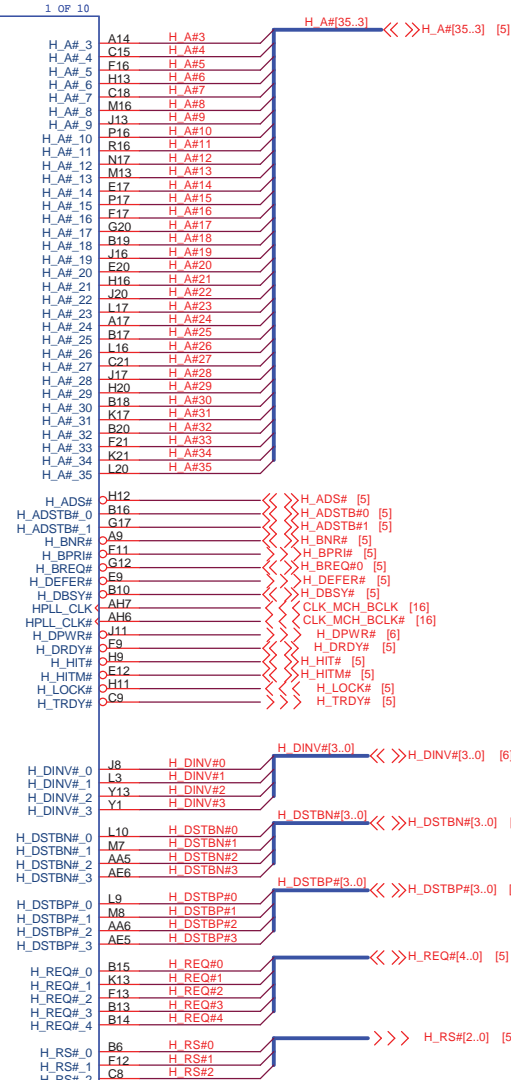 1 OF 10
H_A#[35..3] H_A#[35..3] [5]
H_A#_3 A14 H_A#3
H_A#_4 C15 H_A#4
H_A#_5 F16 H_A#5
H_A#_6 H13 H_A#6
H_A#_7 C18 H_A#7
H_A#_8 M16 H_A#8
H_A#_9 J13 H_A#9
H_A#_10 P16 H_A#10
H_A#_11 R16 H_A#11
H_A#_12 N17 H_A#12
H_A#_13 M13 H_A#13
H_A#_14 E17 H_A#14
H_A#_15 P17 H_A#15
H_A#_16 F17 H_A#16
H_A#_17 G20 H_A#17
H_A#_18 B19 H_A#18
H_A#_19 J16 H_A#19
H_A#_20 E20 H_A#20
H_A#_21 H16 H_A#21
H_A#_22 J20 H_A#22
H_A#_23 L17 H_A#23
H_A#_24 A17 H_A#24
H_A#_25 B17 H_A#25
H_A#_26 L16 H_A#26
H_A#_27 C21 H_A#27
H_A#_28 J17 H_A#28
H_A#_29 H20 H_A#29
H_A#_30 B18 H_A#30
H_A#_31 K17 H_A#31
H_A#_32 B20 H_A#32
H_A#_33 F21 H_A#33
H_A#_34 K21 H_A#34
H_A#_35 L20 H_A#35
H_ADS# H12 H_ADS# [5]
H_ADSTB#_0 B16 H_ADSTB#0 [5]
H_ADSTB#_1 G17 H_ADSTB#1 [5]
H_BNR# A9 H_BNR# [5]
H_BPRI# F11 H_BPRI# [5]
H_BREQ# G12 H_BREQ#0 [5]
H_DEFER# E9 H_DEFER# [5]
H_DBSY# B10 H_DBSY# [5]
HPLL_CLK AH7 CLK_MCH_BCLK [16]
HPLL_CLK# AH6 CLK_MCH_BCLK# [16]
H_DPWR# J11 H_DPWR# [6]
H_DRDY# F9 H_DRDY# [5]
H_HIT# H9 H_HIT# [5]
H_HITM# E12 H_HITM# [5]
H_LOCK# H11 H_LOCK# [5]
H_TRDY# C9 H_TRDY# [5]
H_DINV#[3..0] H_DINV#[3..0] [6
H_DINV#_0 J8 H_DINV#0
H_DINV#_1 L3 H_DINV#1
H_DINV#_2 Y13 H_DINV#2
H_DINV#_3 Y1 H_DINV#3
H_DSTBN#[3..0] H_DSTBN#[3..0] [
H_DSTBN#_0 L10 H_DSTBN#0
H_DSTBN#_1 M7 H_DSTBN#1
H_DSTBN#_2 AA5 H_DSTBN#2
H_DSTBN#_3 AE6 H_DSTBN#3
H_DSTBP#[3..0] H_DSTBP#[3..0] [
H_DSTBP#_0 L9 H_DSTBP#0
H_DSTBP#_1 M8 H_DSTBP#1
H_DSTBP#_2 AA6 H_DSTBP#2
H_DSTBP#_3 AE5 H_DSTBP#3
H_REQ#[4..0] [5]
H_REQ#_0 B15 H_REQ#0
H_REQ#_1 K13 H_REQ#1
H_REQ#_2 F13 H_REQ#2
H_REQ#_3 B13 H_REQ#3
H_REQ#_4 B14 H_REQ#4
H_RS#[2..0] [5
H_RS#_0 B6 H_RS#0
H_RS#_1 F12 H_RS#1
H_RS#_2 C8 H_RS#2